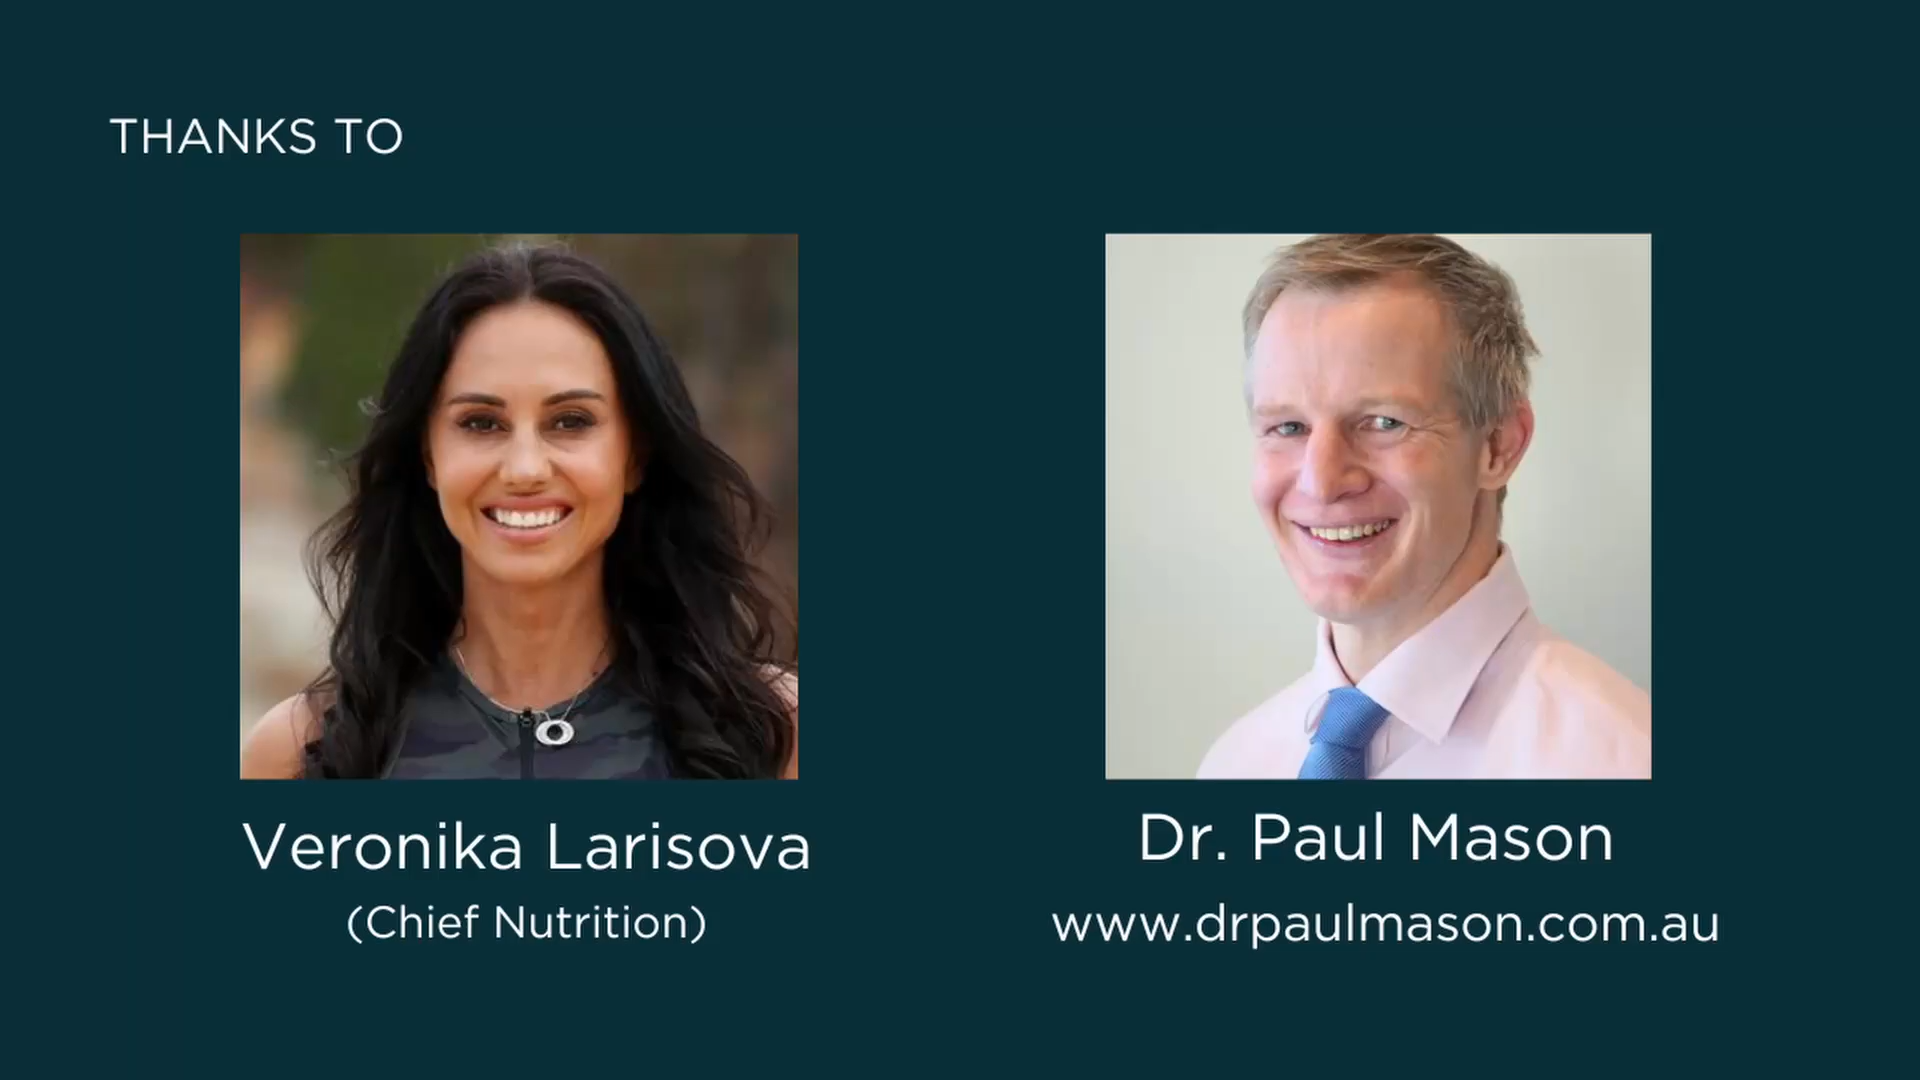 THANKS TO
Veronika Larisova
(Chief Nutrition)
Dr. Paul Mason
www.drpaulmason.com.au